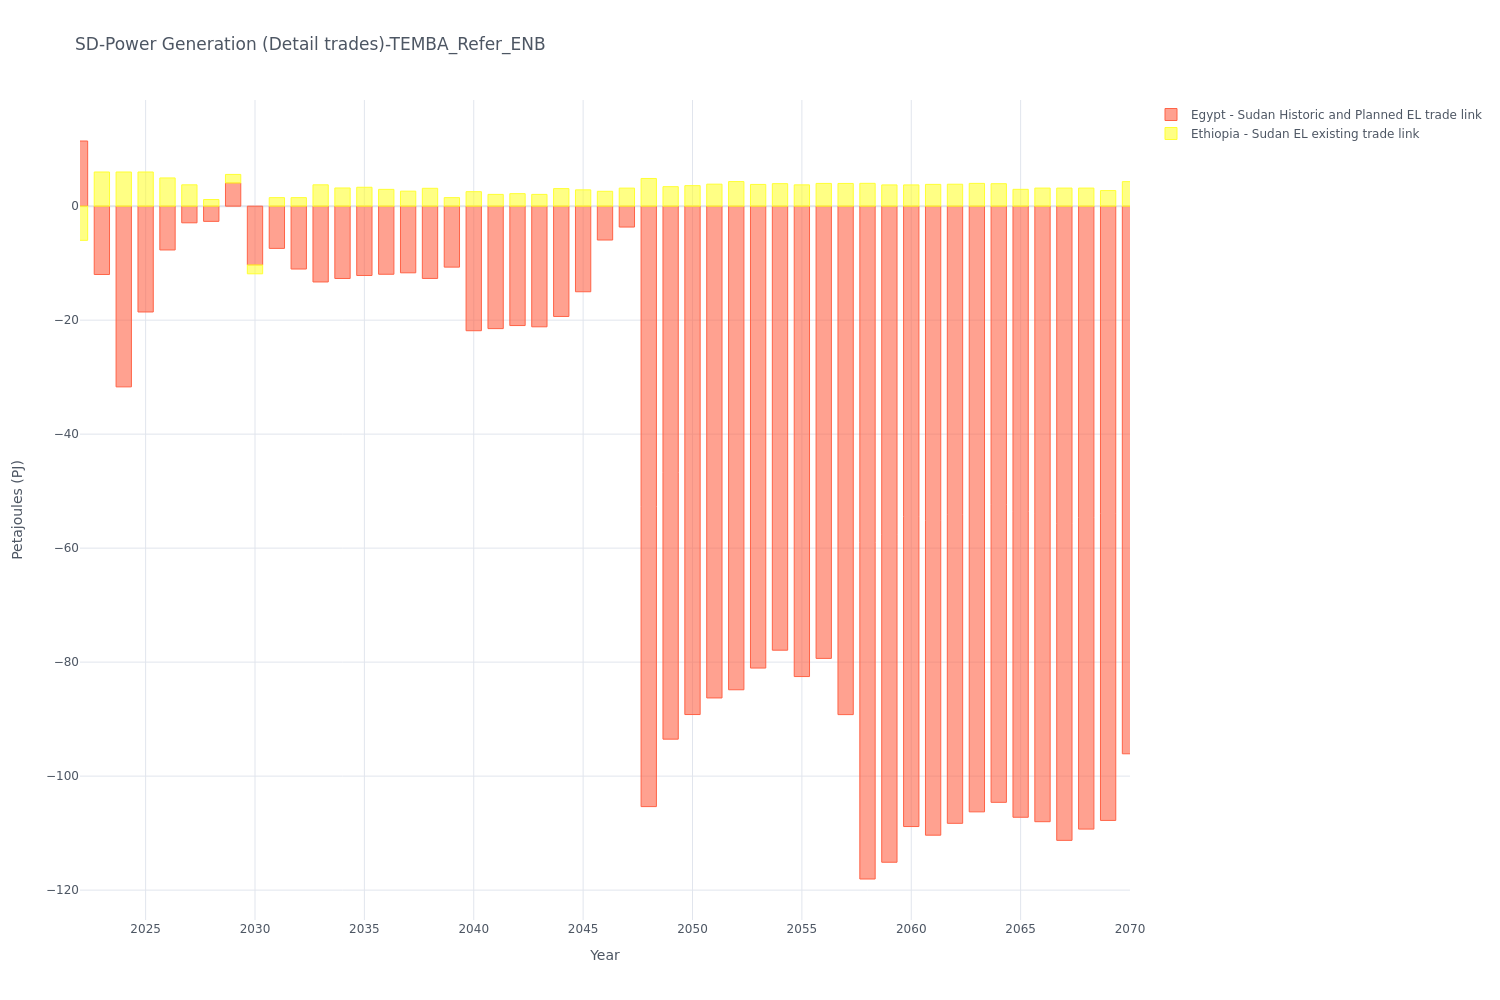 SD-Power Generation (Detail trades)-TEMBA_Refer_ENB
Egypt - Sudan Historic and Planned EL trade link
Ethiopia - Sudan EL existing trade link
0
−20
−40
−60
−80
−100
−120
Petajoules (PJ)
2025 2030 2035 2040 2045 2050 2055 2060 2065 2070
Year